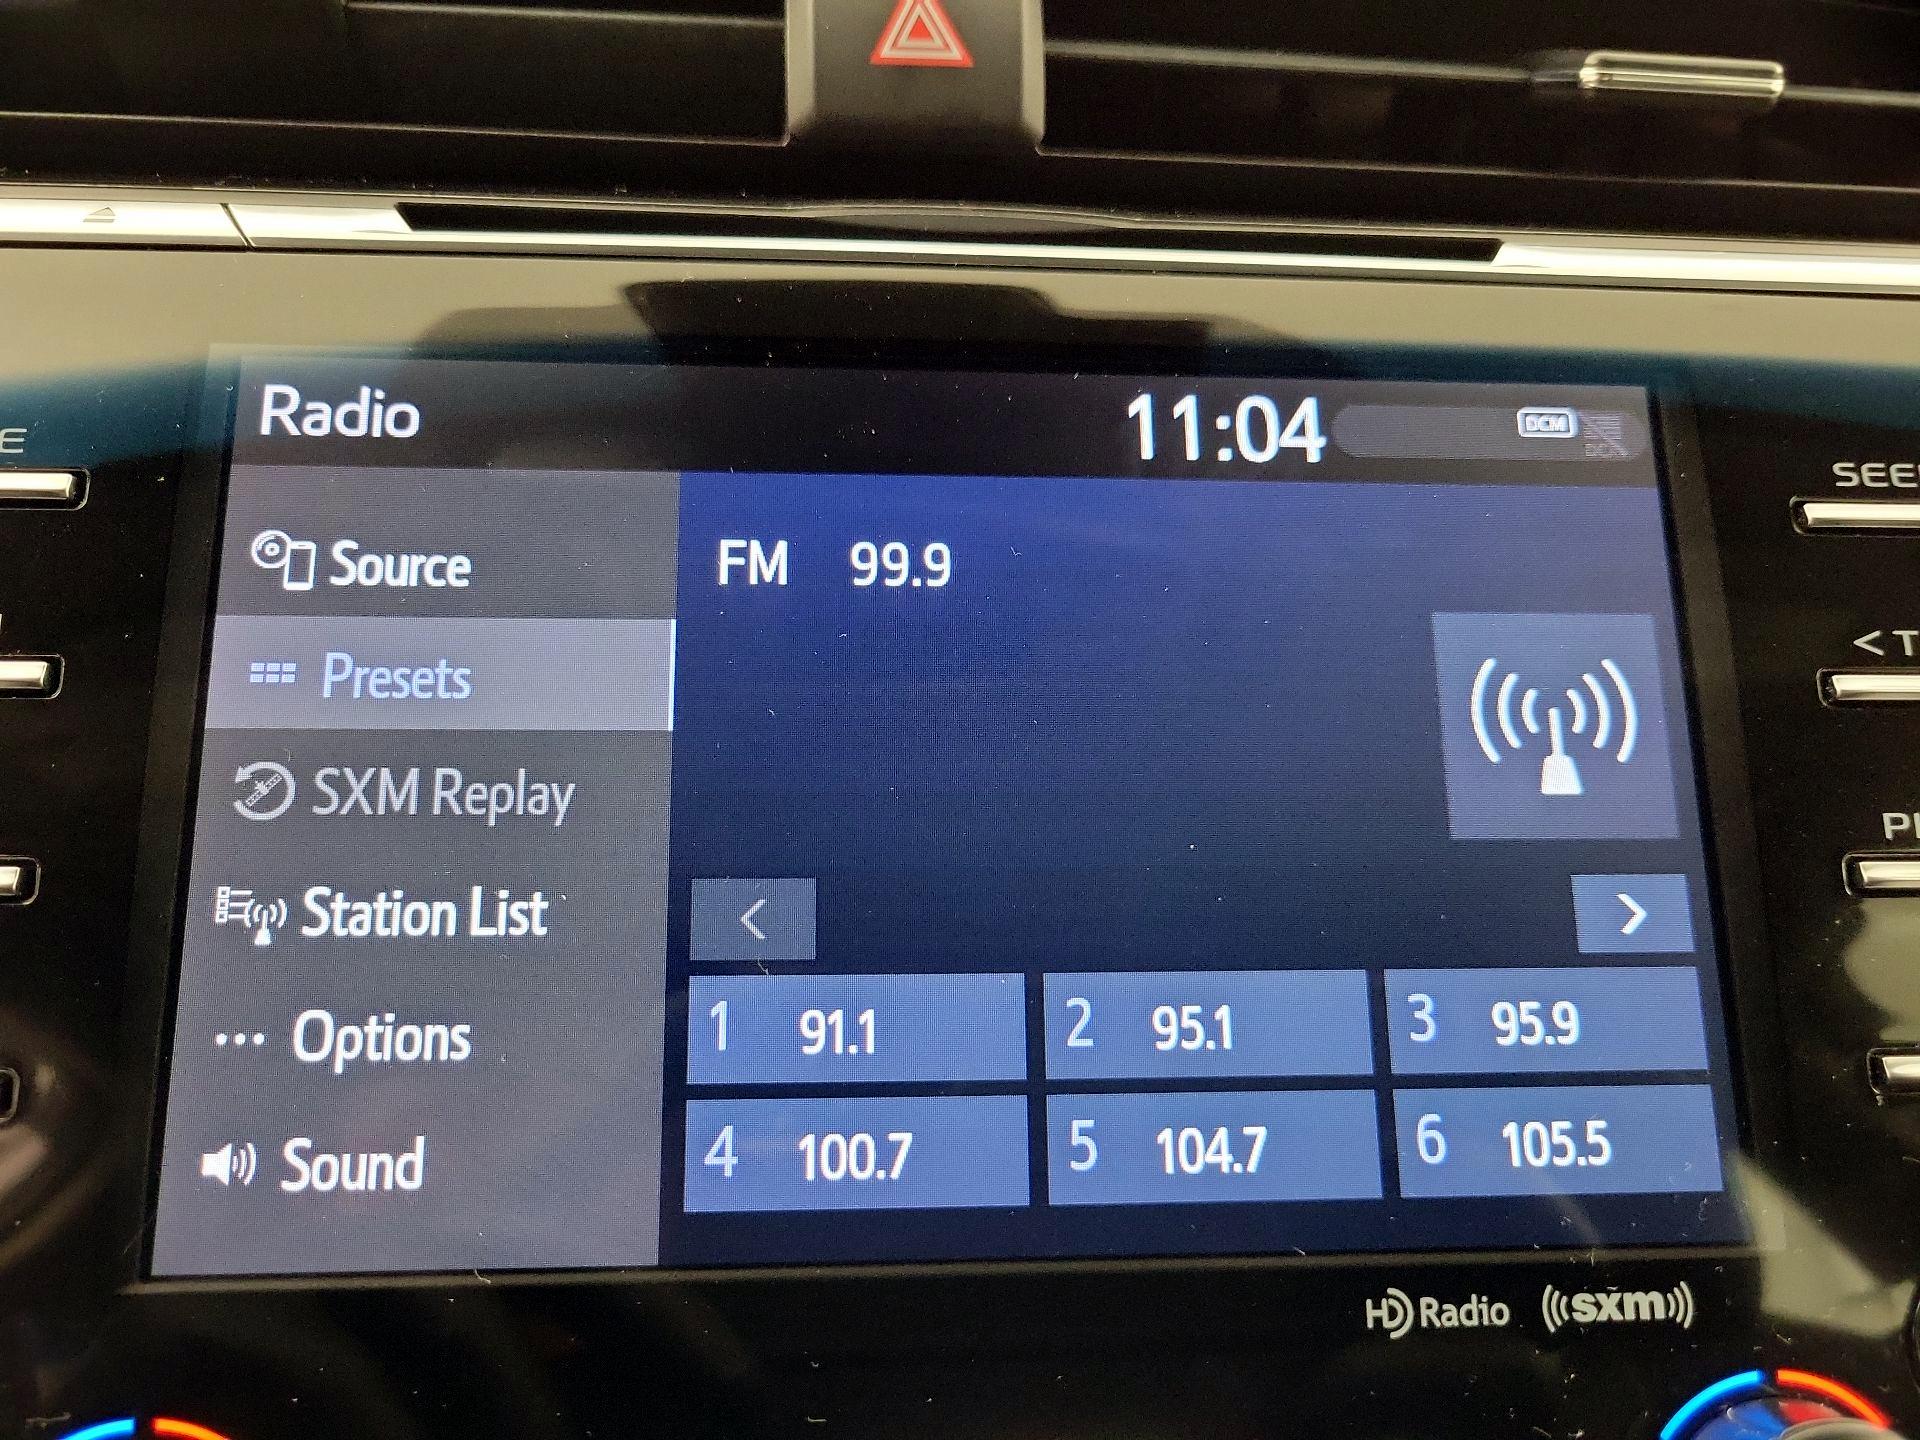 Radio 11:04 DCM
E
SEE
Source
FM 99.9
Presets
< T
SXM Replay
Station List
<
>
Options
1 91.1 2 95.1 3 95.9
4 100.7 5 104.7 6 105.5
Sound
HD Radio ((sxm))